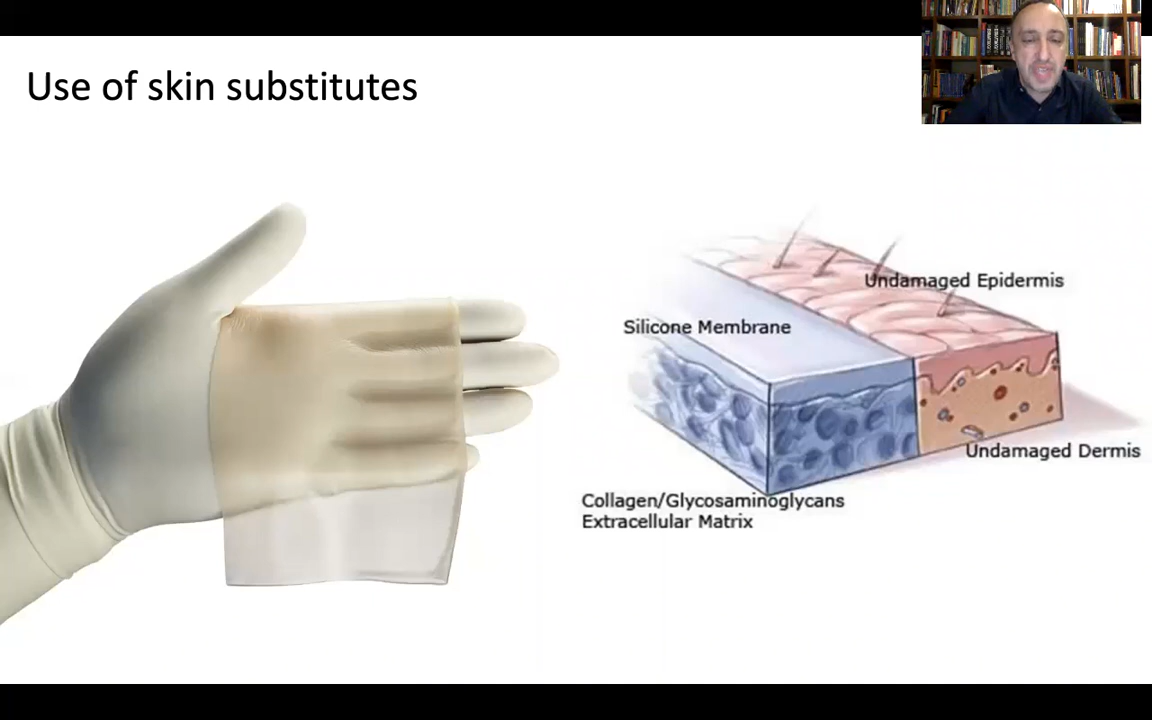 Use of skin substitutes
Undamaged Epidermis
Silicone Membrane
Undamaged Dermis
Collagen/Glycosaminoglycans
Extracellular Matrix